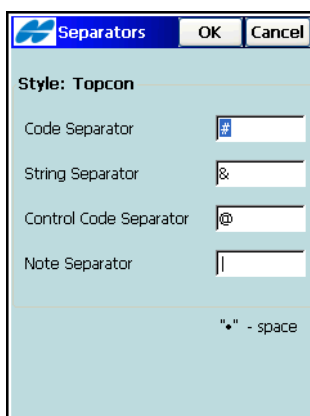 Separators OK Cancel
Style: Topcon
Code Separator #
String Separator &
Control Code Separator @
Note Separator |
"•" - space